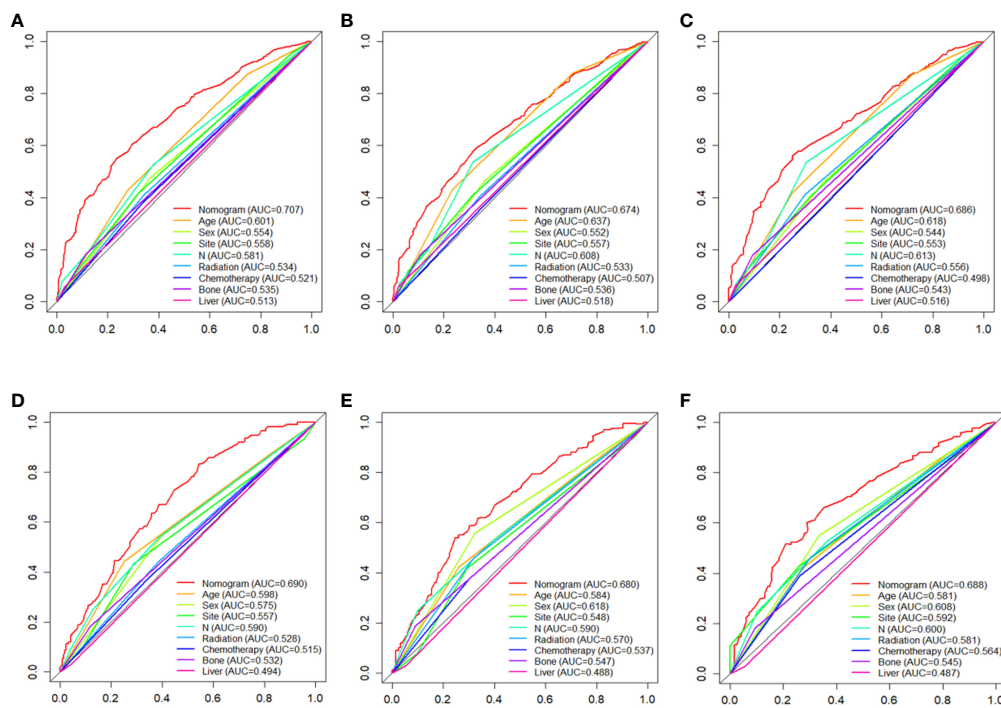 A
1.0
0.8
0.6
0.4
0.2
0.0
Nomogram (AUC=0.707)
Age (AUC=0.601)
Sex (AUC=0.554)
Site (AUC=0.558)
N (AUC=0.581)
Radiation (AUC=0.534)
Chemotherapy (AUC=0.521)
Bone (AUC=0.535)
Liver (AUC=0.513)
0.0 0.2 0.4 0.6 0.8 1.0
B
1.0
0.8
0.6
0.4
0.2
0.0
Nomogram (AUC=0.674)
Age (AUC=0.637)
Sex (AUC=0.552)
Site (AUC=0.557)
N (AUC=0.608)
Radiation (AUC=0.533)
Chemotherapy (AUC=0.507)
Bone (AUC=0.536)
Liver (AUC=0.518)
0.0 0.2 0.4 0.6 0.8 1.0
C
1.0
0.8
0.6
0.4
0.2
0.0
Nomogram (AUC=0.686)
Age (AUC=0.618)
Sex (AUC=0.544)
Site (AUC=0.553)
N (AUC=0.613)
Radiation (AUC=0.556)
Chemotherapy (AUC=0.498)
Bone (AUC=0.543)
Liver (AUC=0.516)
0.0 0.2 0.4 0.6 0.8 1.0
D
1.0
0.8
0.6
0.4
0.2
0.0
Nomogram (AUC=0.690)
Age (AUC=0.598)
Sex (AUC=0.575)
Site (AUC=0.557)
N (AUC=0.590)
Radiation (AUC=0.528)
Chemotherapy (AUC=0.515)
Bone (AUC=0.532)
Liver (AUC=0.494)
0.0 0.2 0.4 0.6 0.8 1.0
E
1.0
0.8
0.6
0.4
0.2
0.0
Nomogram (AUC=0.680)
Age (AUC=0.584)
Sex (AUC=0.618)
Site (AUC=0.548)
N (AUC=0.590)
Radiation (AUC=0.570)
Chemotherapy (AUC=0.537)
Bone (AUC=0.547)
Liver (AUC=0.488)
0.0 0.2 0.4 0.6 0.8 1.0
F
1.0
0.8
0.6
0.4
0.2
0.0
Nomogram (AUC=0.688)
Age (AUC=0.581)
Sex (AUC=0.608)
Site (AUC=0.592)
N (AUC=0.600)
Radiation (AUC=0.581)
Chemotherapy (AUC=0.564)
Bone (AUC=0.545)
Liver (AUC=0.487)
0.0 0.2 0.4 0.6 0.8 1.0